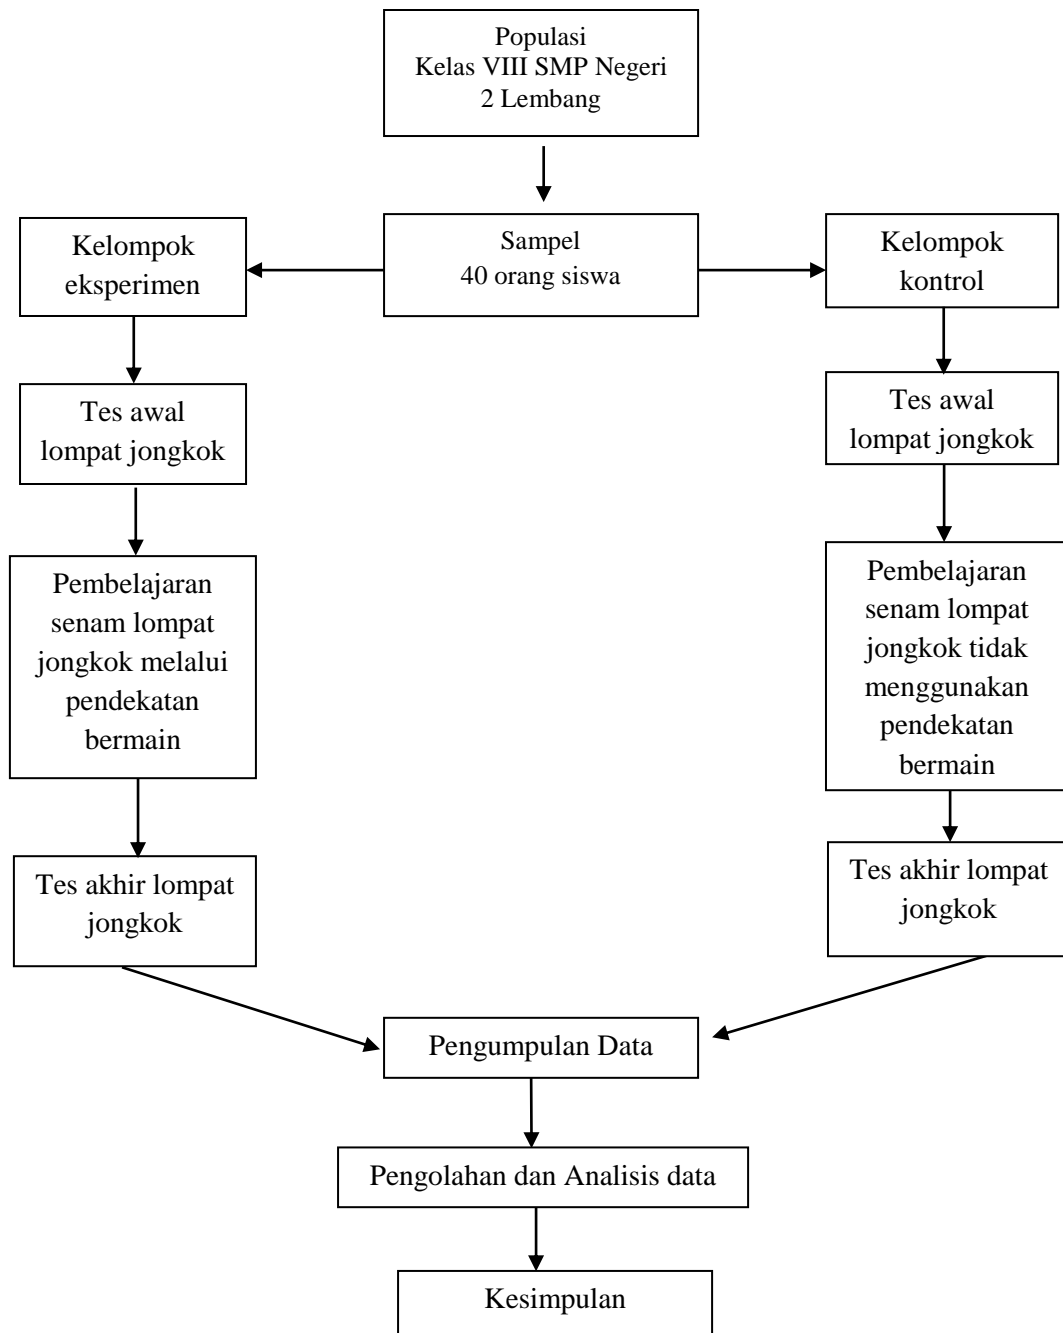 Populasi
Kelas VIII SMP Negeri
2 Lembang
Kelompok
eksperimen
Sampel
40 orang siswa
Kelompok
kontrol
Tes awal
lompat jongkok
Tes awal
lompat jongkok
Pembelajaran
senam lompat
jongkok melalui
pendekatan
bermain
Pembelajaran
senam lompat
jongkok tidak
menggunakan
pendekatan
bermain
Tes akhir lompat
jongkok
Tes akhir lompat
jongkok
Pengumpulan Data
Pengolahan dan Analisis data
Kesimpulan